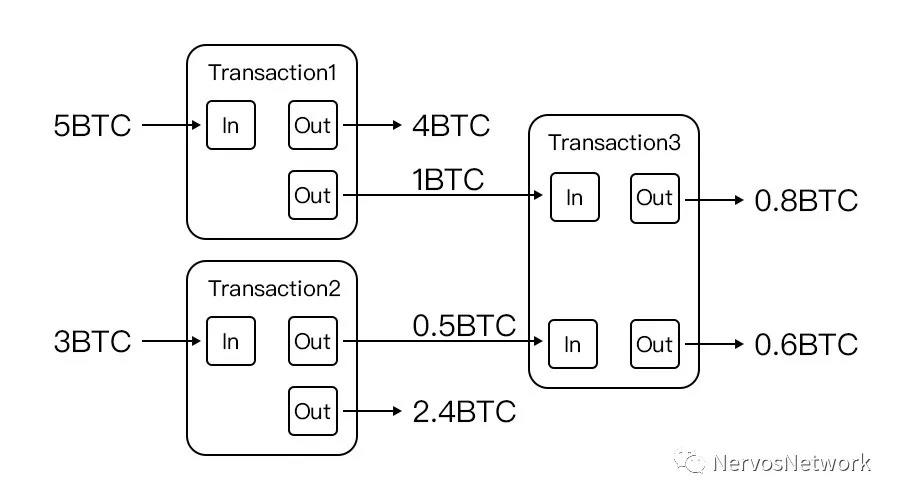 Transaction1
5BTC
In
Out
4BTC
Out
1BTC
Transaction2
3BTC
In
Out
0.5BTC
Out
2.4BTC
Transaction3
In
Out
0.8BTC
In
Out
0.6BTC
NervosNetwork